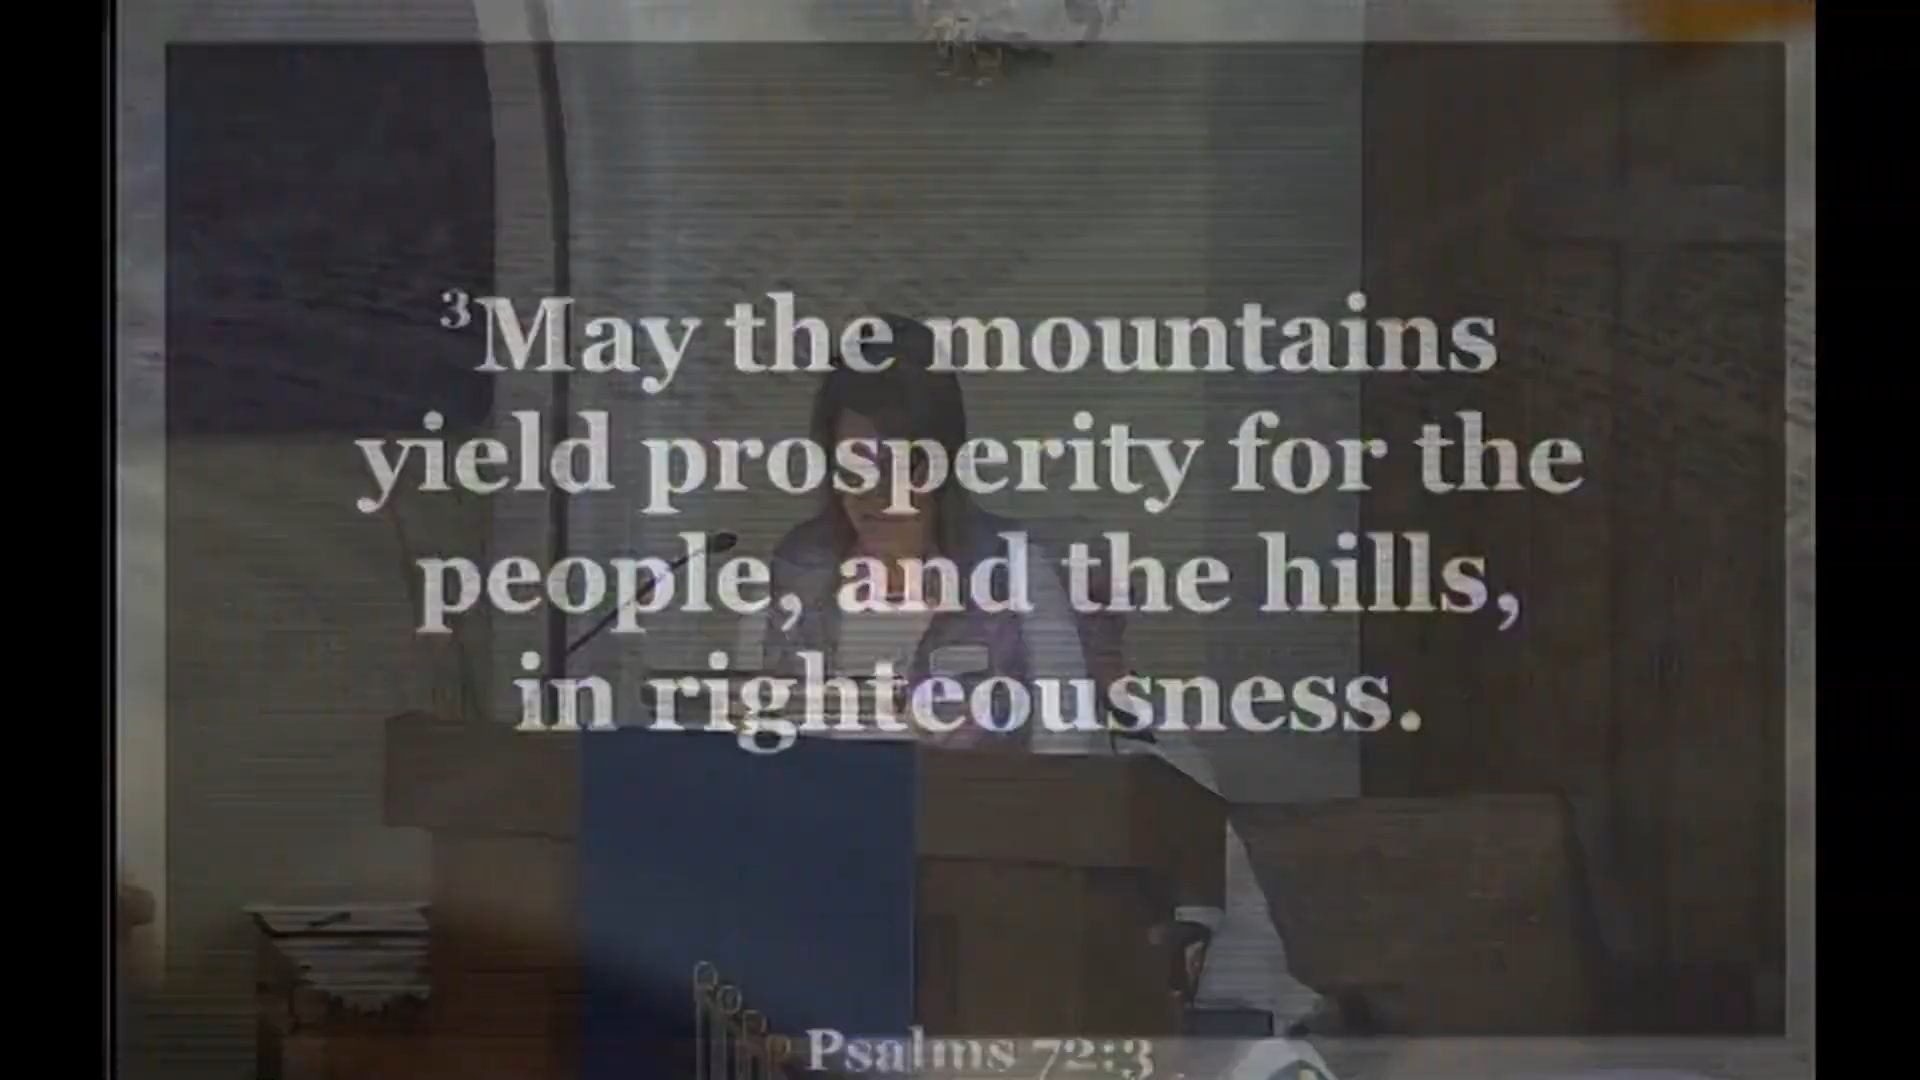 ³May the mountains
yield prosperity for the
people, and the hills,
in righteousness.
Psalms 72:3